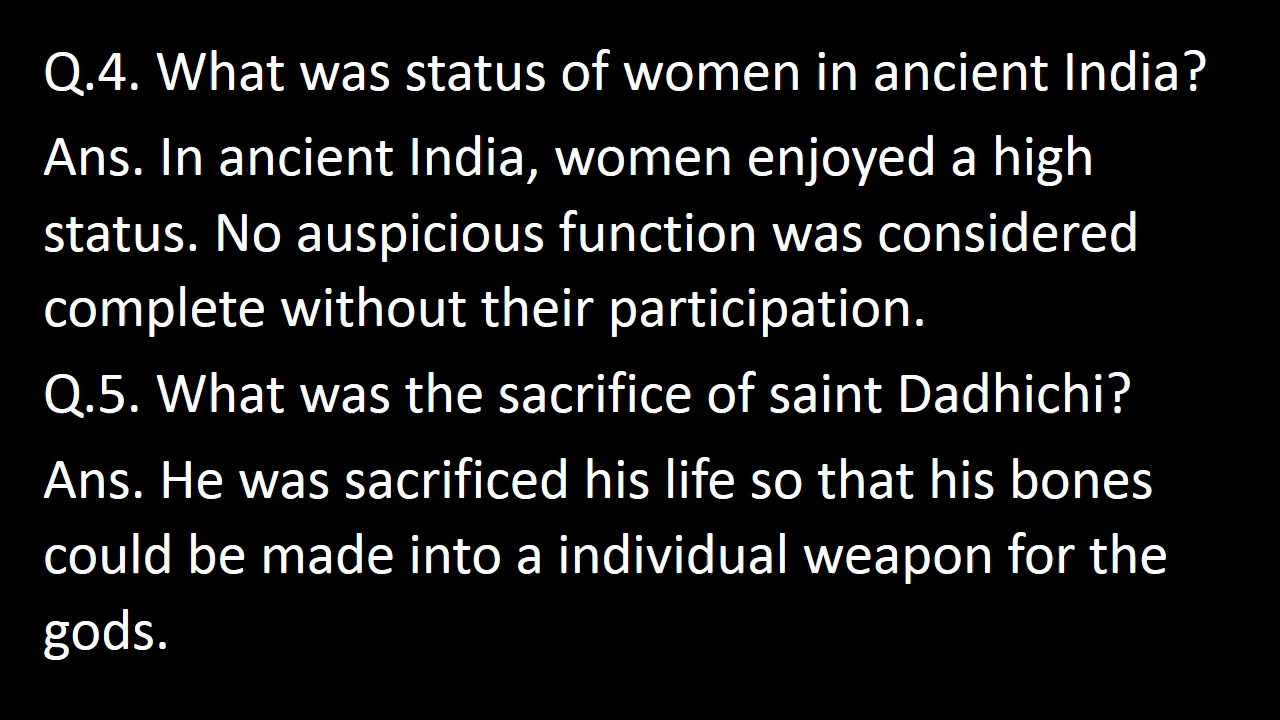 Q.4. What was status of women in ancient India?
Ans. In ancient India, women enjoyed a high
status. No auspicious function was considered
complete without their participation.
Q.5. What was the sacrifice of saint Dadhichi?
Ans. He was sacrificed his life so that his bones
could be made into a individual weapon for the
gods.